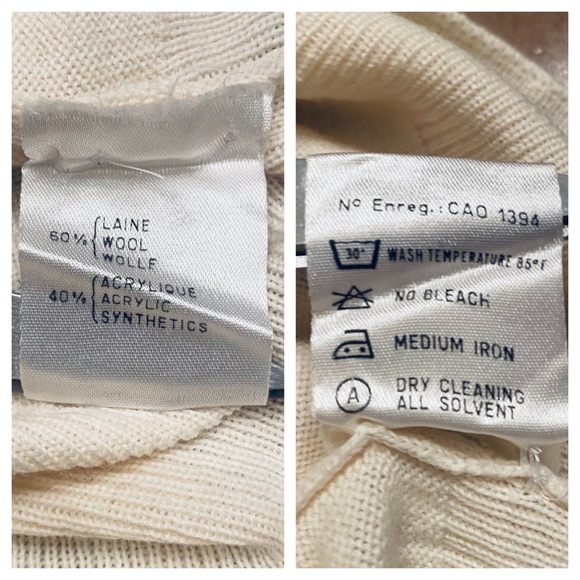 60% { LAINE
WOOL
WOLLE
40% { ACRYLIQUE
ACRYLIC
SYNTHETICS
No Enreg.: CAO 1394
30° WASH TEMPERATURE 85°F
NO BLEACH
MEDIUM IRON
A DRY CLEANING
ALL SOLVENT